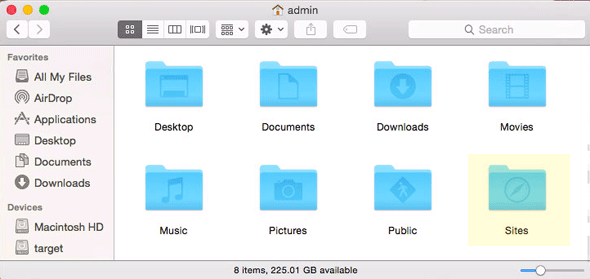 admin
Search
Favorites
All My Files
AirDrop
Applications
Desktop
Documents
Downloads
Devices
Macintosh HD
target
Desktop Documents Downloads Movies
Music Pictures Public Sites
8 items, 225.01 GB available